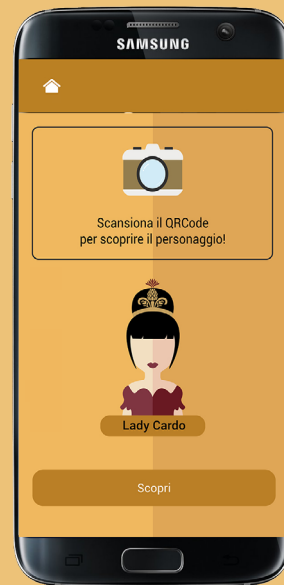 SAMSUNG
Scansiona il QRCode
per scoprire il personaggio!
Lady Cardo
Scopri